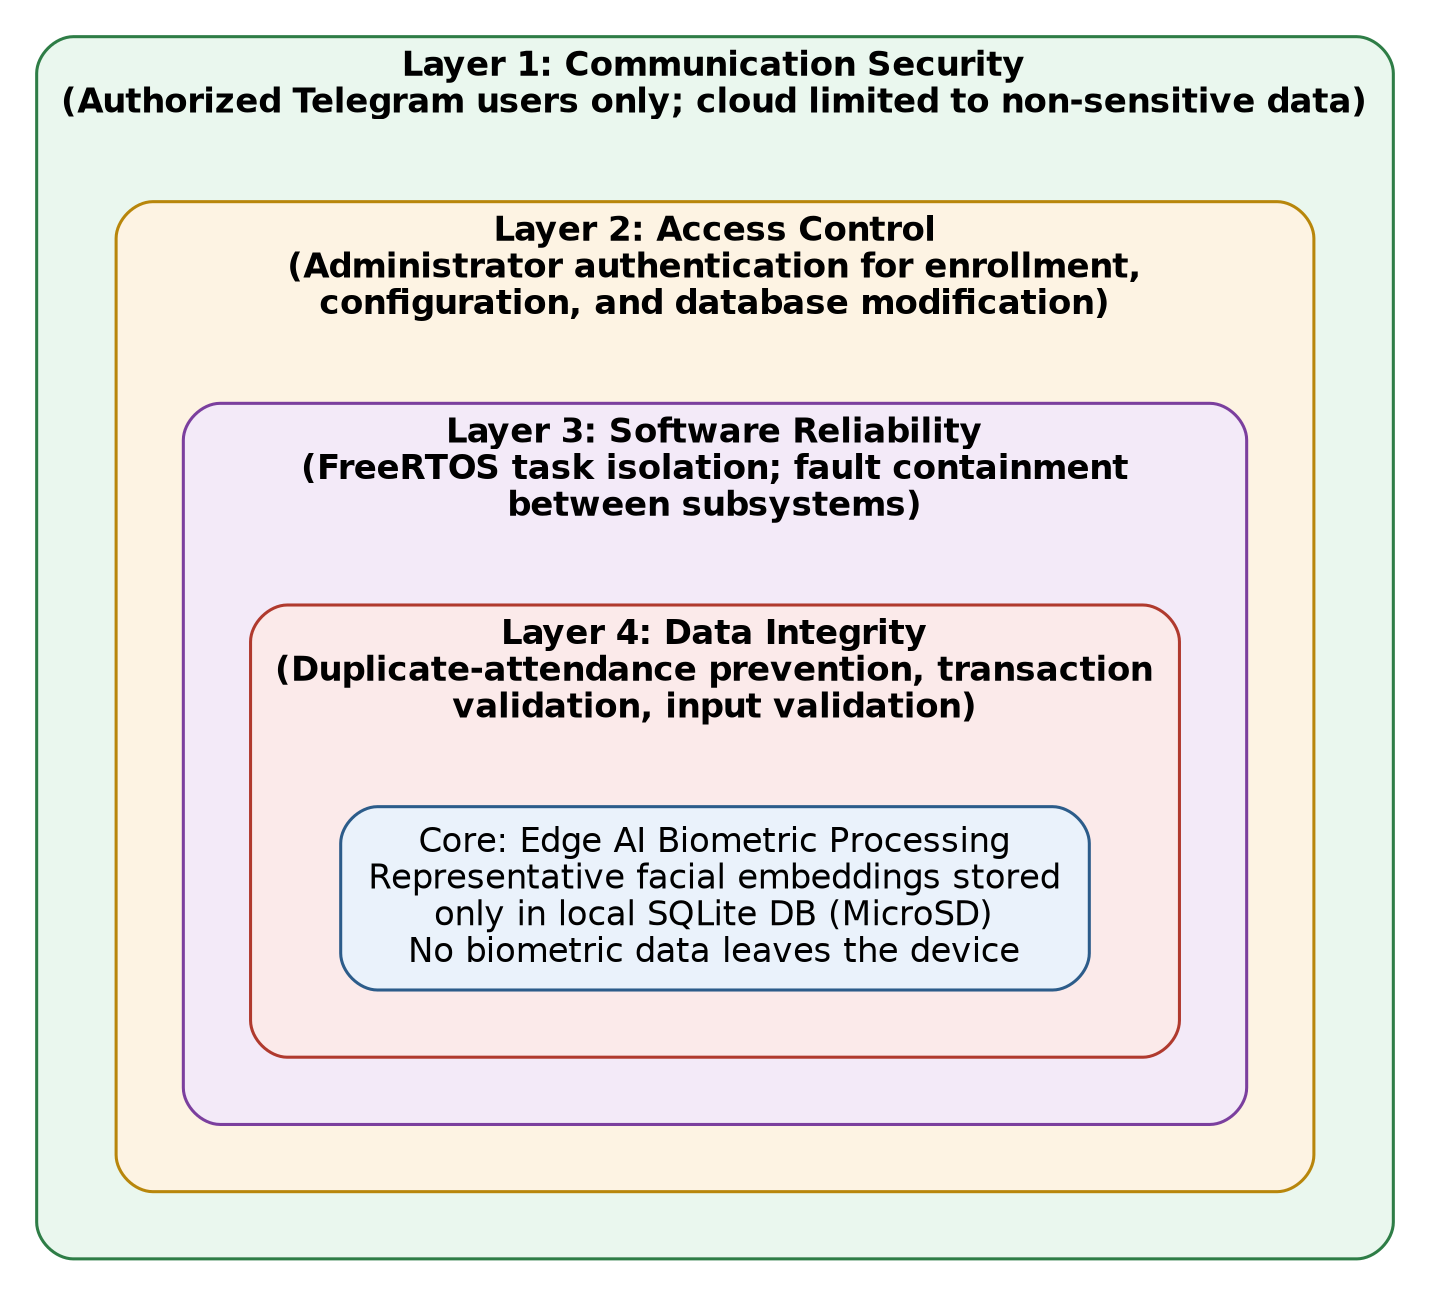 Layer 1: Communication Security
(Authorized Telegram users only; cloud limited to non-sensitive data)
Layer 2: Access Control
(Administrator authentication for enrollment,
configuration, and database modification)
Layer 3: Software Reliability
(FreeRTOS task isolation; fault containment
between subsystems)
Layer 4: Data Integrity
(Duplicate-attendance prevention, transaction
validation, input validation)
Core: Edge AI Biometric Processing
Representative facial embeddings stored
only in local SQLite DB (MicroSD)
No biometric data leaves the device